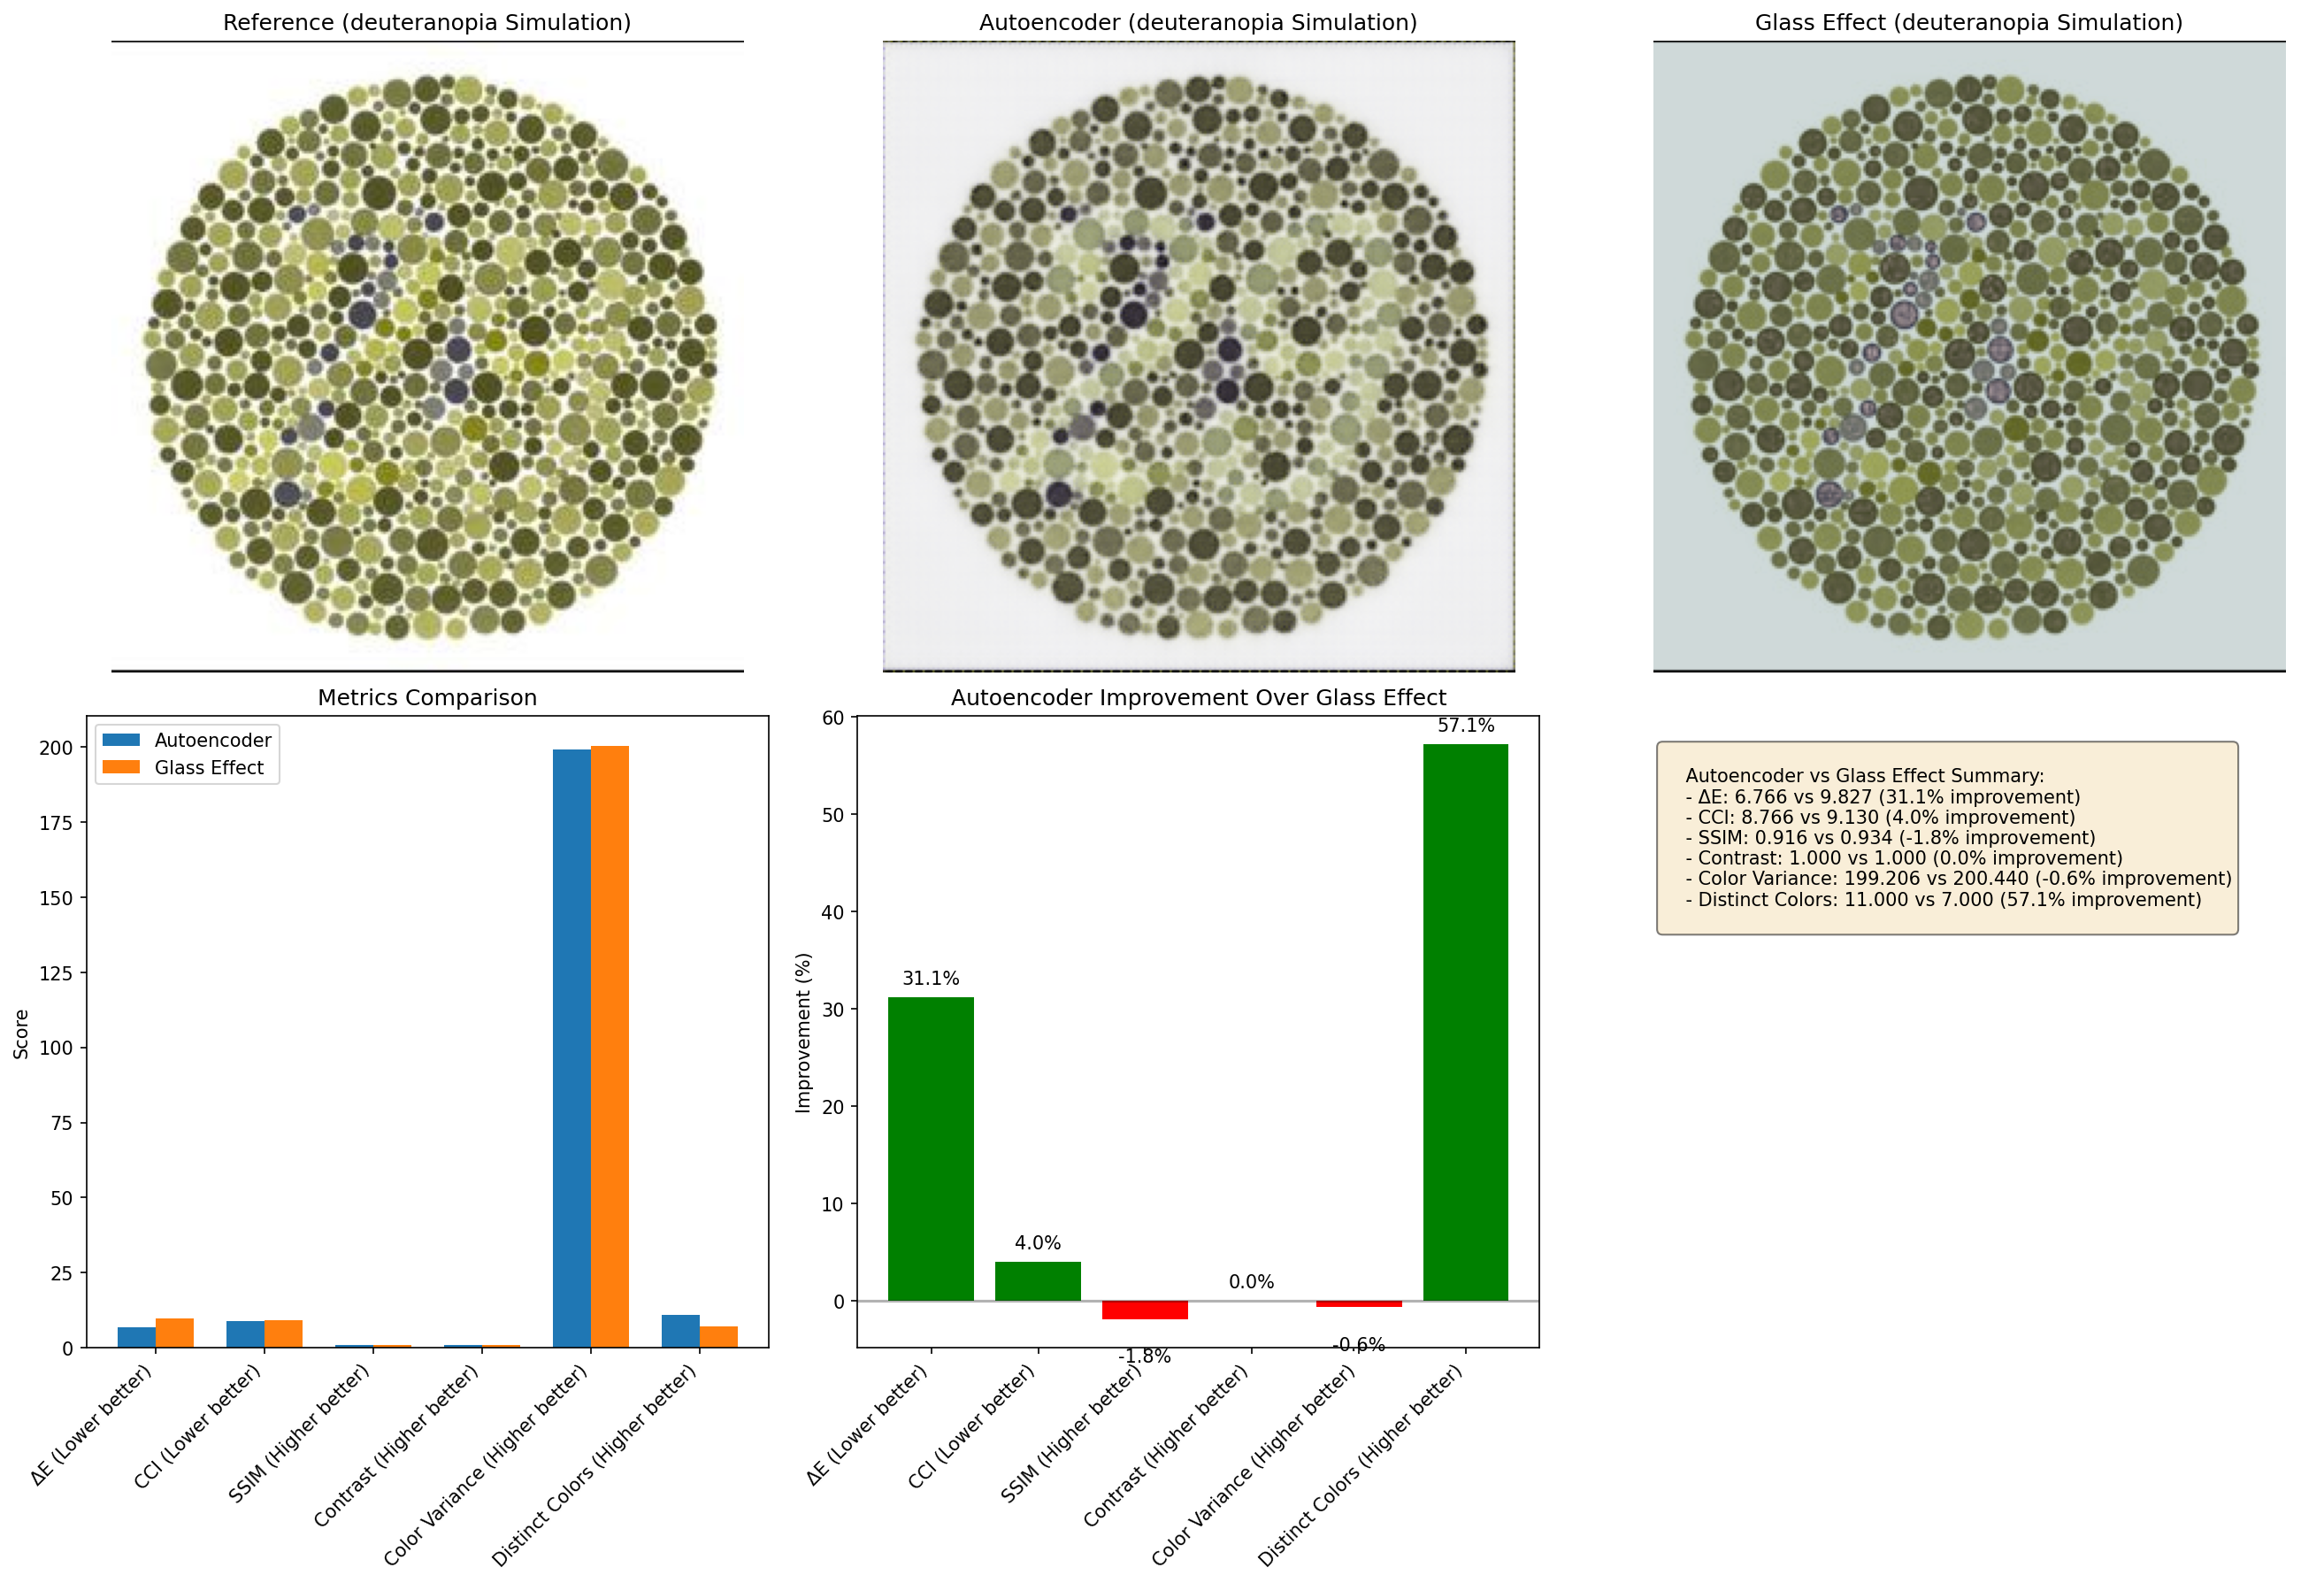 Reference (deuteranopia Simulation)
Autoencoder (deuteranopia Simulation)
Glass Effect (deuteranopia Simulation)
Metrics Comparison
Autoencoder
Glass Effect
Score
200
175
150
125
100
75
50
25
0
ΔE (Lower better)
CCI (Lower better)
SSIM (Higher better)
Contrast (Higher better)
Color Variance (Higher better)
Distinct Colors (Higher better)
Autoencoder Improvement Over Glass Effect
Improvement (%)
60
50
40
30
20
10
0
31.1%
4.0%
-1.8%
0.0%
-0.6%
57.1%
ΔE (Lower better)
CCI (Lower better)
SSIM (Higher better)
Contrast (Higher better)
Color Variance (Higher better)
Distinct Colors (Higher better)
Autoencoder vs Glass Effect Summary:
- ΔE: 6.766 vs 9.827 (31.1% improvement)
- CCI: 8.766 vs 9.130 (4.0% improvement)
- SSIM: 0.916 vs 0.934 (-1.8% improvement)
- Contrast: 1.000 vs 1.000 (0.0% improvement)
- Color Variance: 199.206 vs 200.440 (-0.6% improvement)
- Distinct Colors: 11.000 vs 7.000 (57.1% improvement)